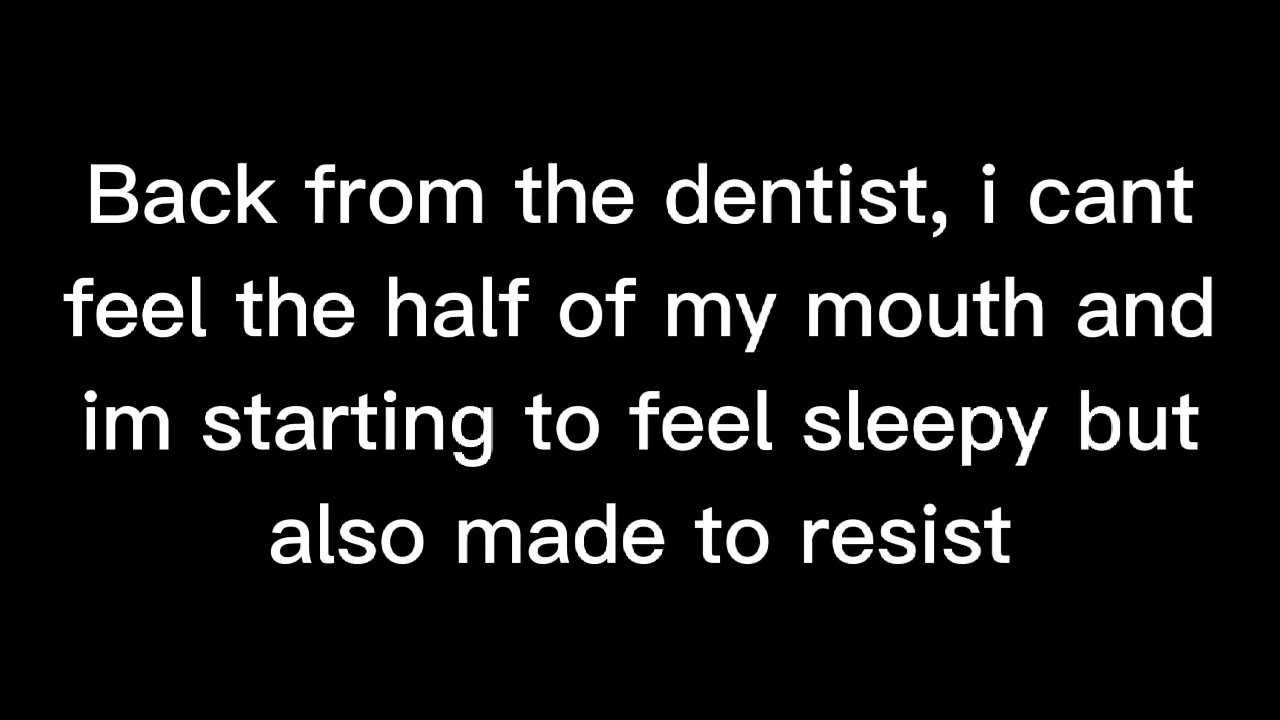 Back from the dentist, i cant
feel the half of my mouth and
im starting to feel sleepy but
also made to resist